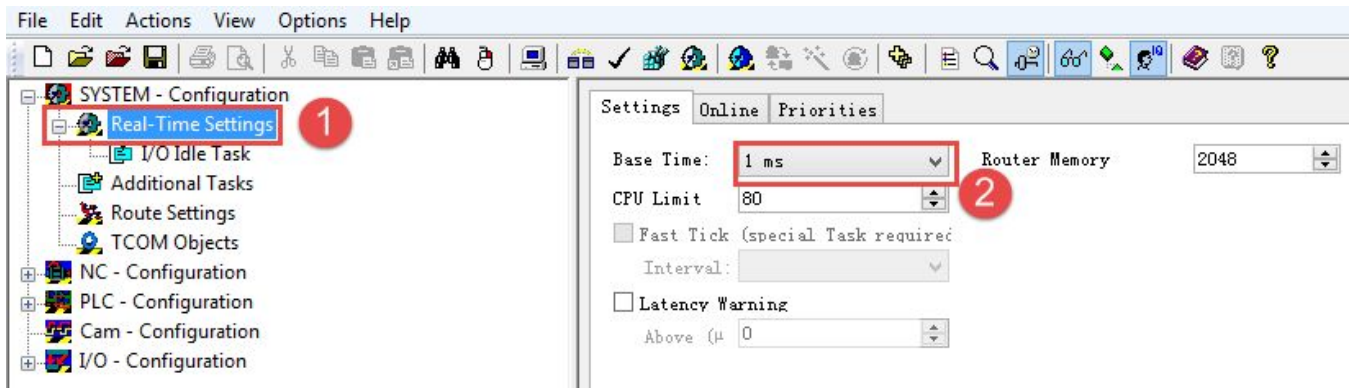 File Edit Actions View Options Help
SYSTEM - Configuration
Real-Time Settings
1
I/O Idle Task
Additional Tasks
Route Settings
TCOM Objects
NC - Configuration
PLC - Configuration
Cam - Configuration
I/O - Configuration
Settings Online Priorities
Base Time: 1 ms Router Memory 2048
2
CPU Limit 80
Fast Tick (special Task required
Interval:
Latency Warning
Above (μ 0